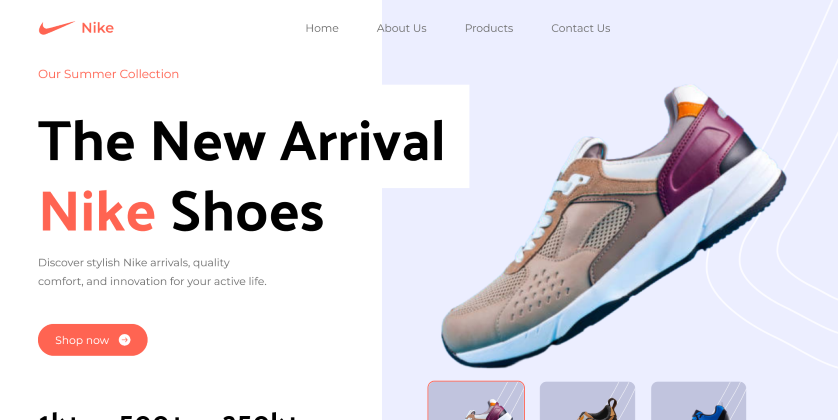 Nike
Home About Us Products Contact Us
Our Summer Collection
The New Arrival
Nike Shoes
Discover stylish Nike arrivals, quality
comfort, and innovation for your active life.
Shop now